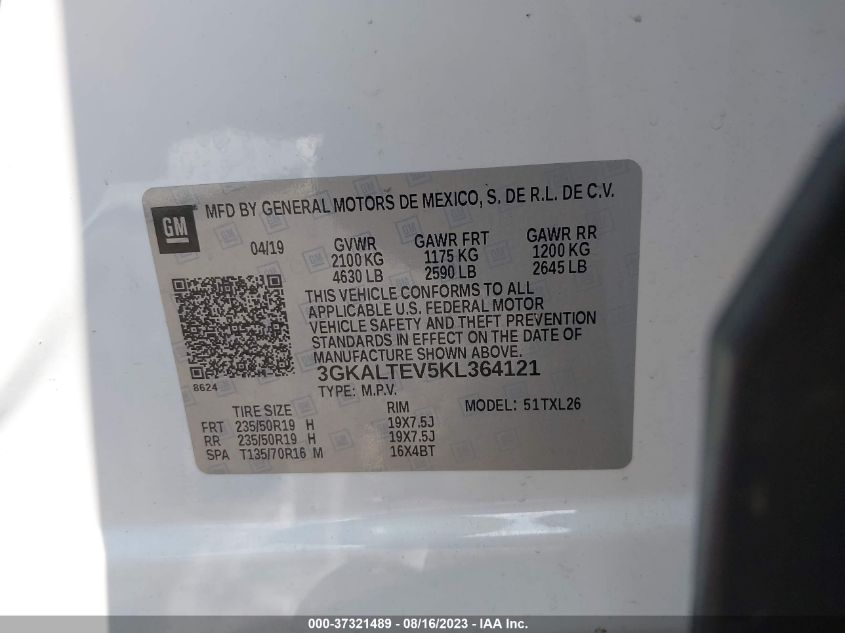 GM
MFD BY GENERAL MOTORS DE MEXICO, S. DE R.L. DE C.V.
04/19 GVWR GAWR FRT GAWR RR
2100 KG 1175 KG 1200 KG
4630 LB 2590 LB 2645 LB
THIS VEHICLE CONFORMS TO ALL
APPLICABLE U.S. FEDERAL MOTOR
VEHICLE SAFETY AND THEFT PREVENTION
STANDARDS IN EFFECT ON THE DATE OF
MANUFACTURE SHOWN ABOVE.
8624 3GKALTEV5KL364121
TYPE: M.P.V.
TIRE SIZE RIM MODEL: 51TXL26
FRT 235/50R19 H 19X7.5J
RR 235/50R19 H 19X7.5J
SPA T135/70R16 M 16X4BT
000-37321489 - 08/16/2023 - IAA Inc.